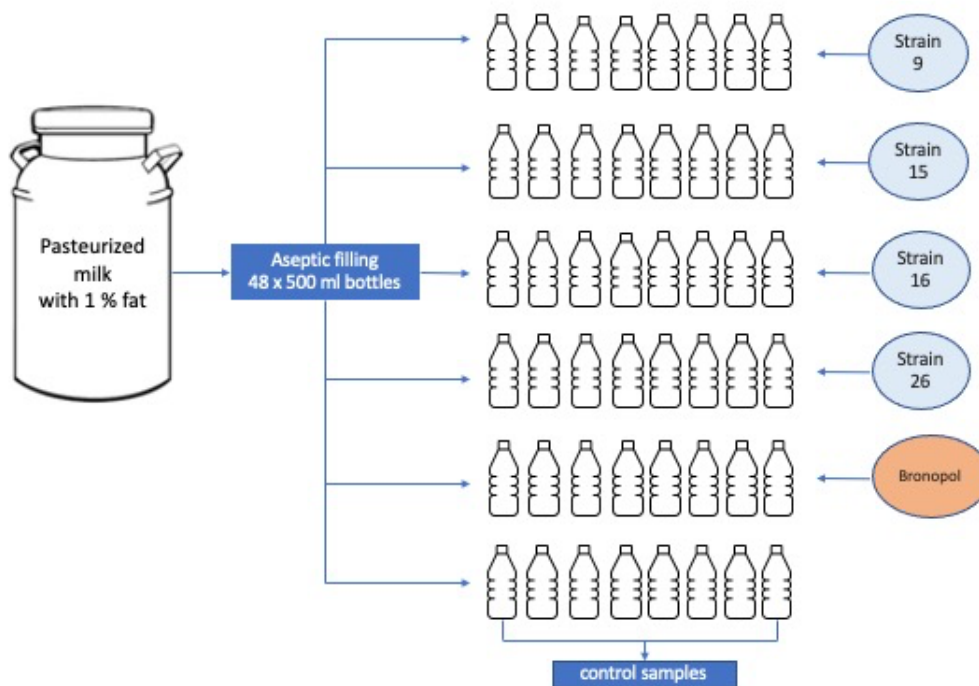 Pasteurized
milk
with 1 % fat
Aseptic filling
48 x 500 ml bottles
Strain
9
Strain
15
Strain
16
Strain
26
Bronopol
control samples